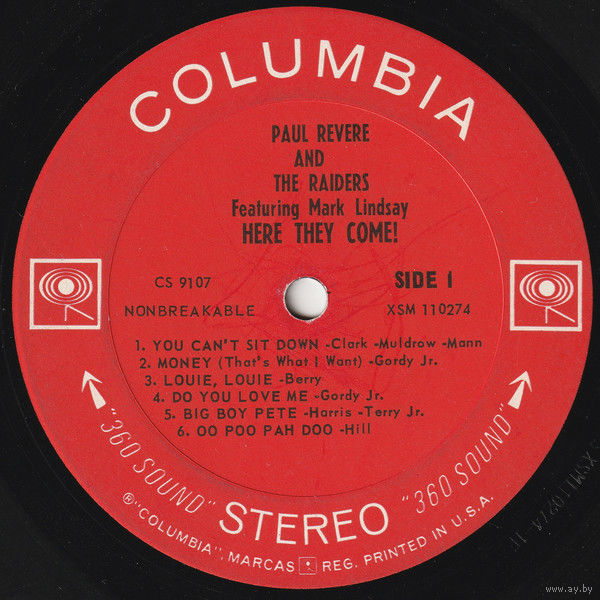 COLUMBIA
PAUL REVERE
AND
THE RAIDERS
Featuring Mark Lindsay
HERE THEY COME!
CS 9107
SIDE 1
NONBREAKABLE
XSM 110274
1. YOU CAN'T SIT DOWN -Clark -Muldrow -Mann
2. MONEY (That's What I Want) -Gordy Jr.
3. LOUIE, LOUIE -Berry
4. DO YOU LOVE ME -Gordy Jr.
5. BIG BOY PETE -Harris -Terry Jr.
6. OO POO PAH DOO -Hill
"360 SOUND" STEREO "360 SOUND"
®"COLUMBIA", MARCAS REG. PRINTED IN U.S.A.
www.ay.by